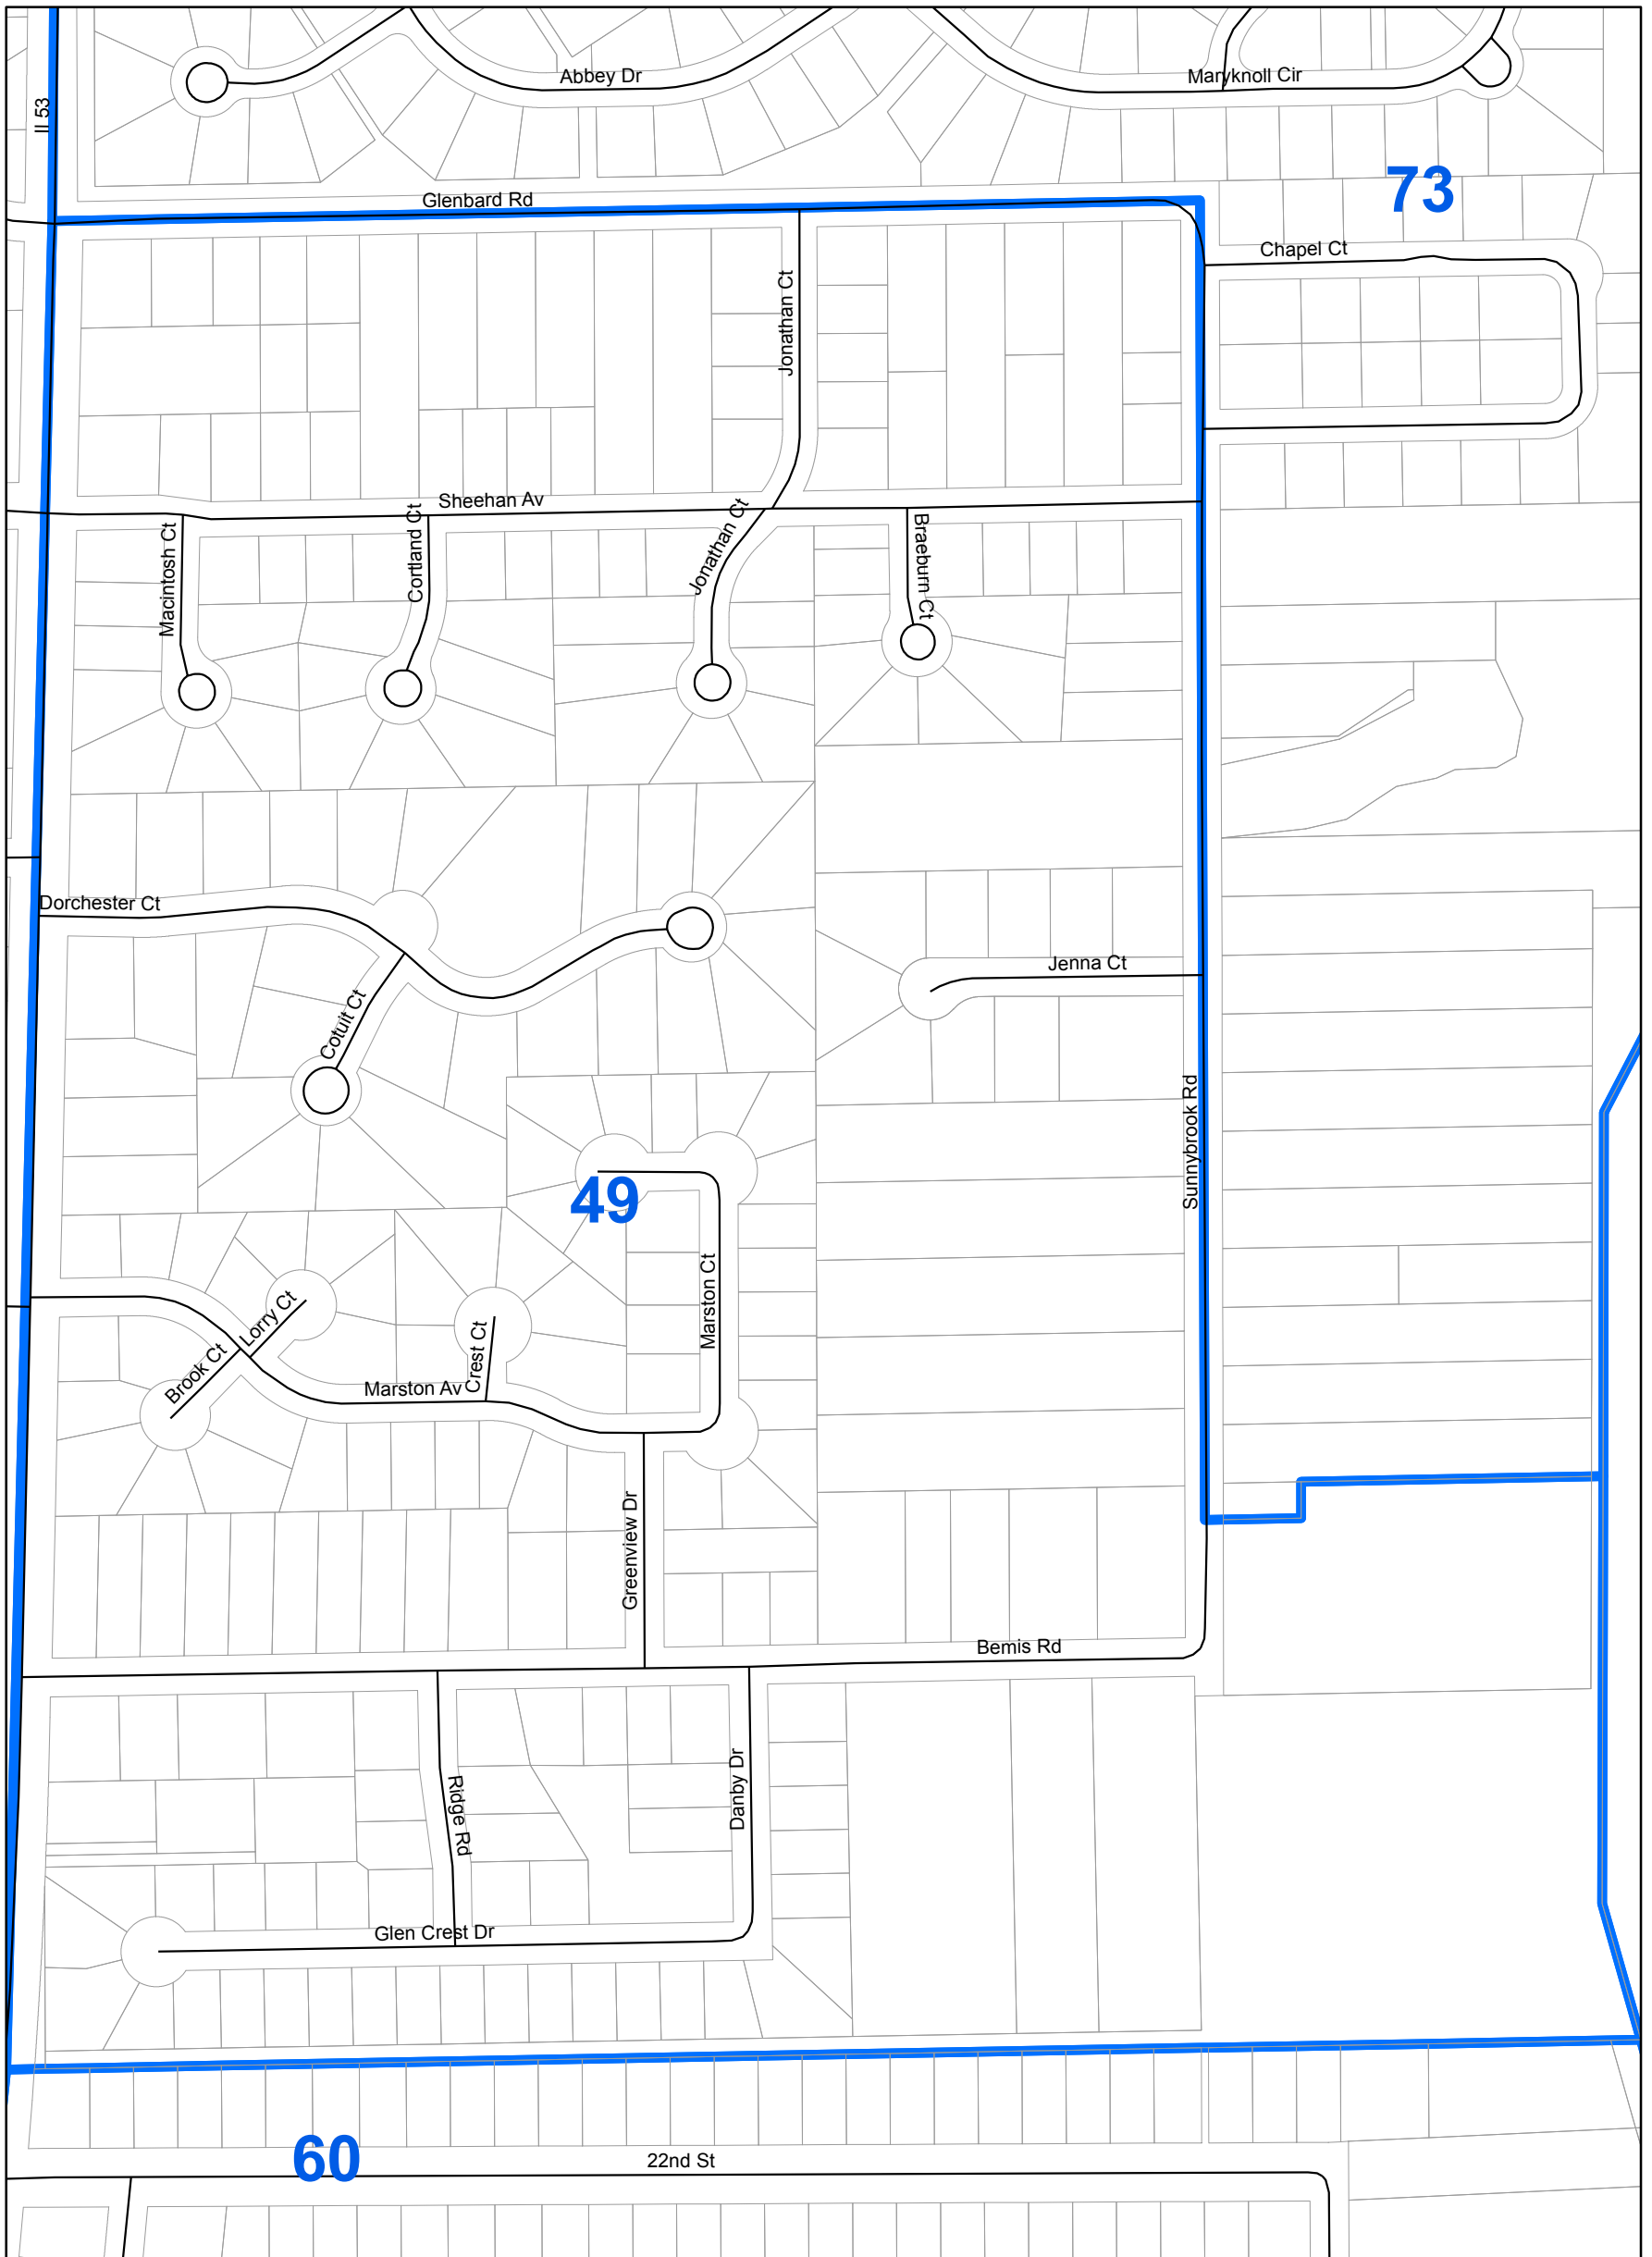 Abbey Dr
Maryknoll Cir
Il 53
73
Glenbard Rd
Chapel Ct
Jonathan Ct
Sheehan Av
Macintosh Ct
Cortland Ct
Jonathan Ct
Braeburn Ct
Dorchester Ct
Jenna Ct
Cotuit Ct
Sunnybrook Rd
49
Marston Ct
Lorry Ct
Brook Ct
Crest Ct
Marston Av
Greenview Dr
Bemis Rd
Ridge Rd
Danby Dr
Glen Crest Dr
60
22nd St